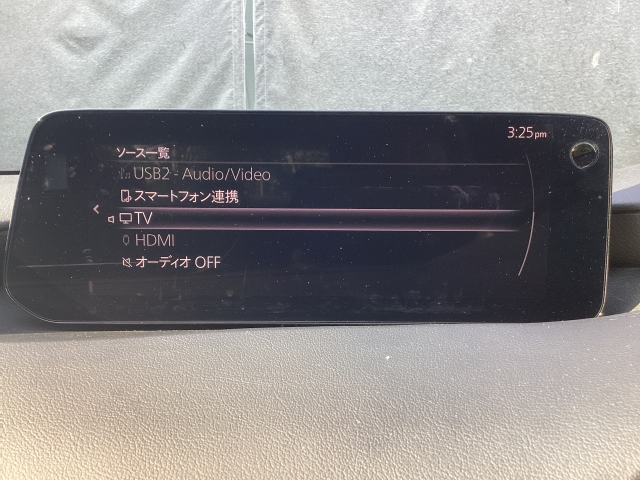 3:25pm
ソース一覧
USB2 - Audio/Video
スマートフォン連携
TV
HDMI
オーディオ OFF